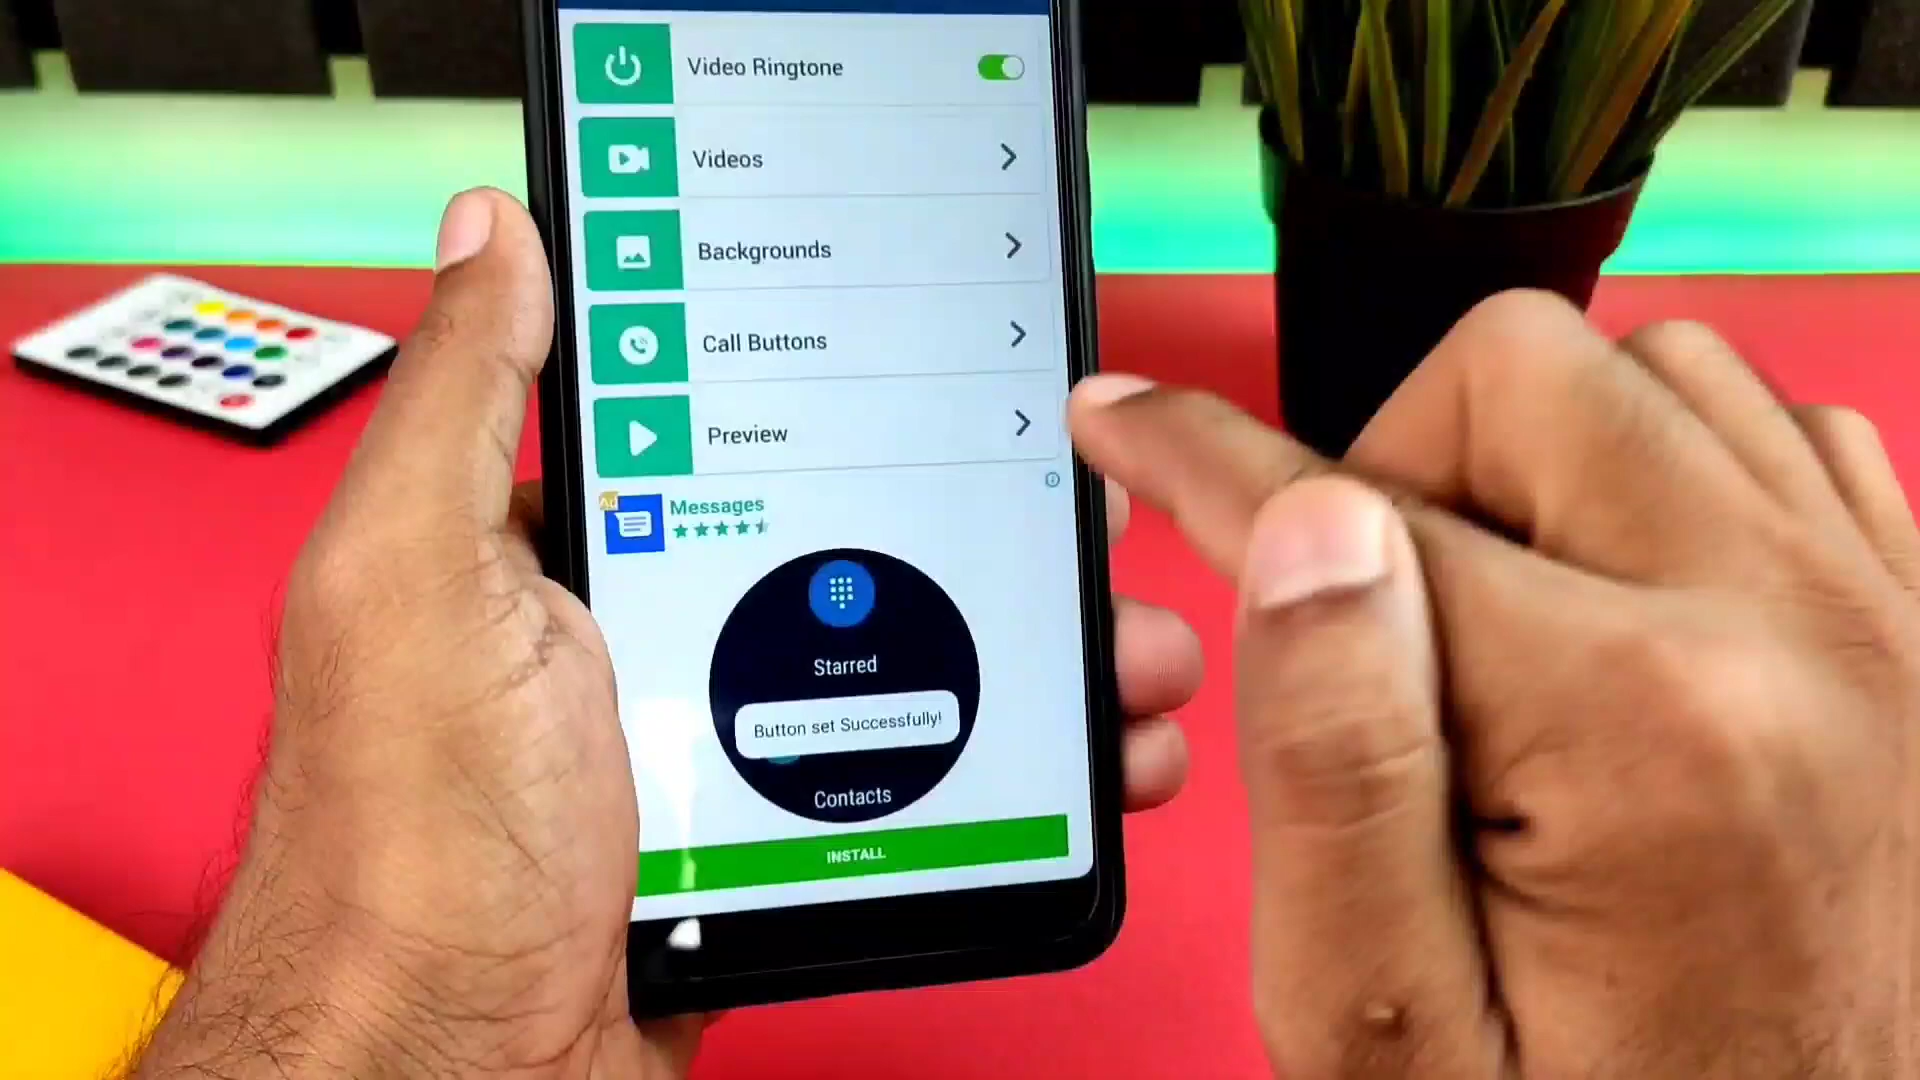 Video Ringtone
Videos
Backgrounds
Call Buttons
Preview
Ad
Messages
Starred
Button set Successfully!
Contacts
INSTALL